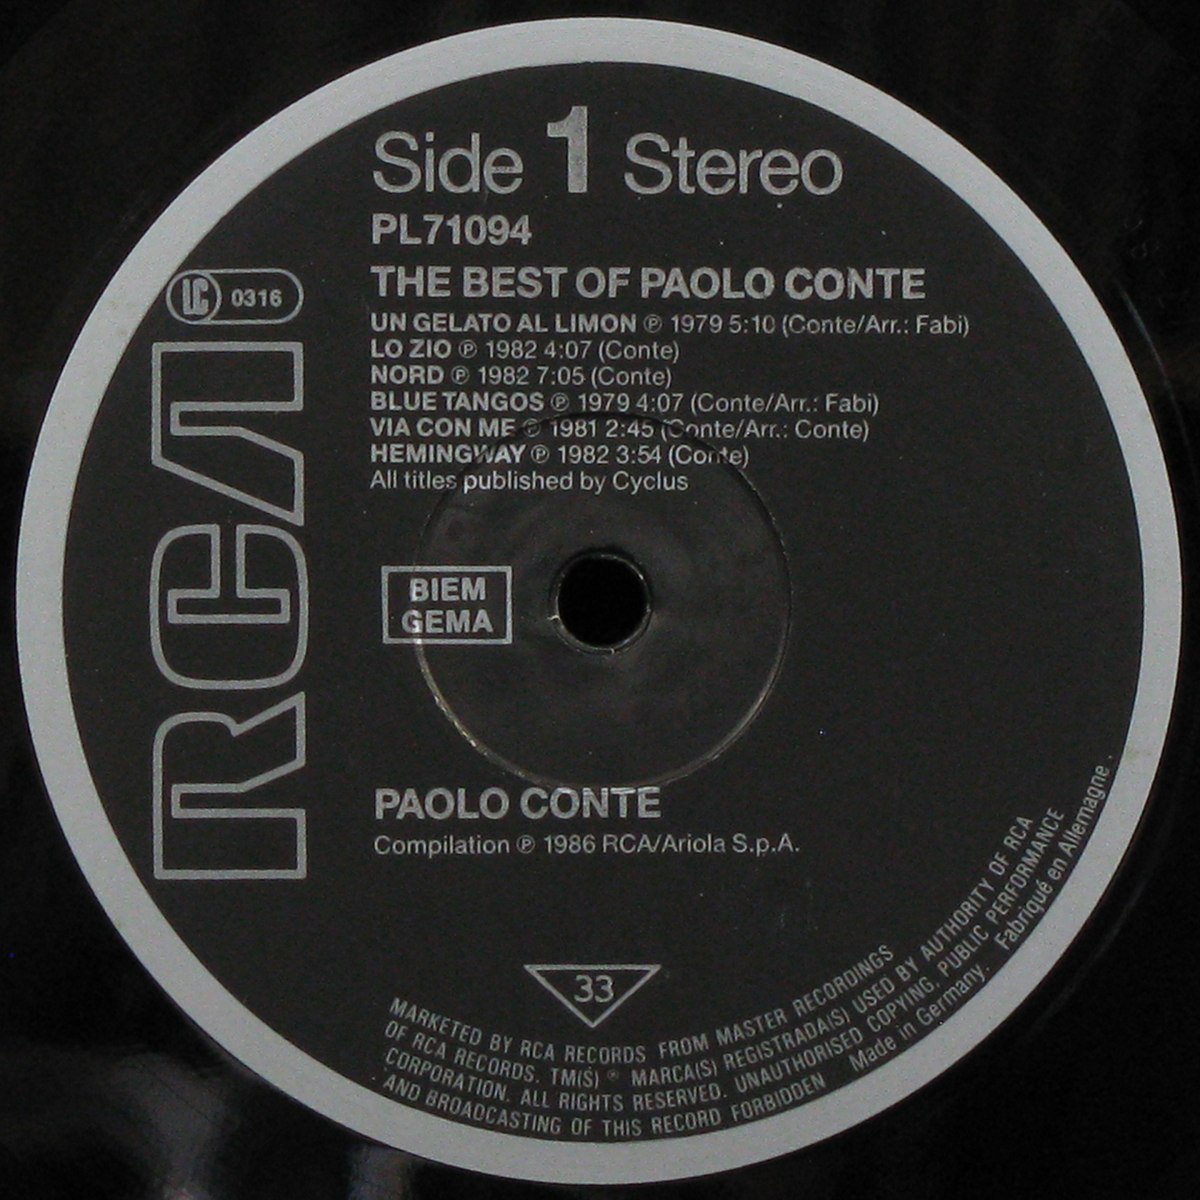 Side 1 Stereo
PL71094
THE BEST OF PAOLO CONTE
LC 0316
UN GELATO AL LIMON ℗ 1979 5:10 (Conte/Arr.: Fabi)
LO ZIO ℗ 1982 4:07 (Conte)
NORD ℗ 1982 7:05 (Conte)
BLUE TANGOS ℗ 1979 4:07 (Conte/Arr.: Fabi)
VIA CON ME ℗ 1981 2:45 (Conte/Arr.: Conte)
HEMINGWAY ℗ 1982 3:54 (Conte)
All titles published by Cyclus
RCA
BIEM
GEMA
PAOLO CONTE
Compilation ℗ 1986 RCA/Ariola S.p.A.
33
MARKETED BY RCA RECORDS FROM MASTER RECORDINGS
OF RCA RECORDS. TM(S) ® MARCA(S) REGISTRADA(S) USED BY AUTHORITY OF RCA
CORPORATION. ALL RIGHTS RESERVED. UNAUTHORISED COPYING, PUBLIC PERFORMANCE
AND BROADCASTING OF THIS RECORD FORBIDDEN Made in Germany. Fabriqué en Allemagne.